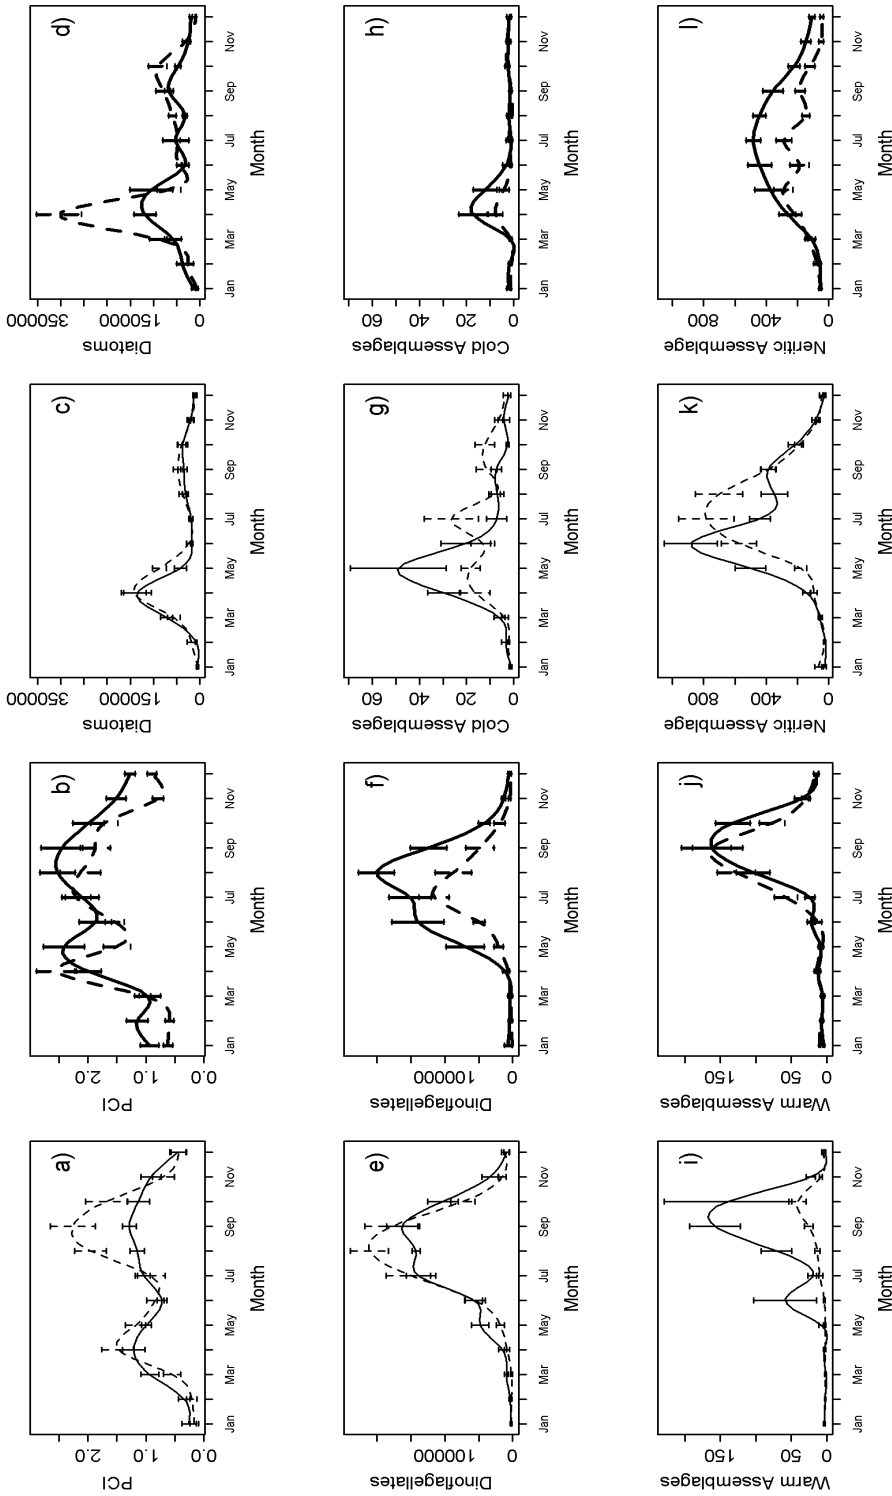 a)
PCI
0.0 1.0 2.0
Jan Mar May Jul Sep Nov
Month
b)
PCI
0.0 1.0 2.0
Jan Mar May Jul Sep Nov
Month
c)
Diatoms
0 150000 350000
Jan Mar May Jul Sep Nov
Month
d)
Diatoms
0 150000 350000
Jan Mar May Jul Sep Nov
Month
e)
Dinoflagellates
0 100000
Jan Mar May Jul Sep Nov
Month
f)
Dinoflagellates
0 100000
Jan Mar May Jul Sep Nov
Month
g)
Cold Assemblages
0 20 40 60
Jan Mar May Jul Sep Nov
Month
h)
Cold Assemblages
0 20 40 60
Jan Mar May Jul Sep Nov
Month
i)
Warm Assemblages
0 50 150
Jan Mar May Jul Sep Nov
Month
j)
Warm Assemblages
0 50 150
Jan Mar May Jul Sep Nov
Month
k)
Neritic Assemblage
0 400 800
Jan Mar May Jul Sep Nov
Month
l)
Neritic Assemblage
0 400 800
Jan Mar May Jul Sep Nov
Month